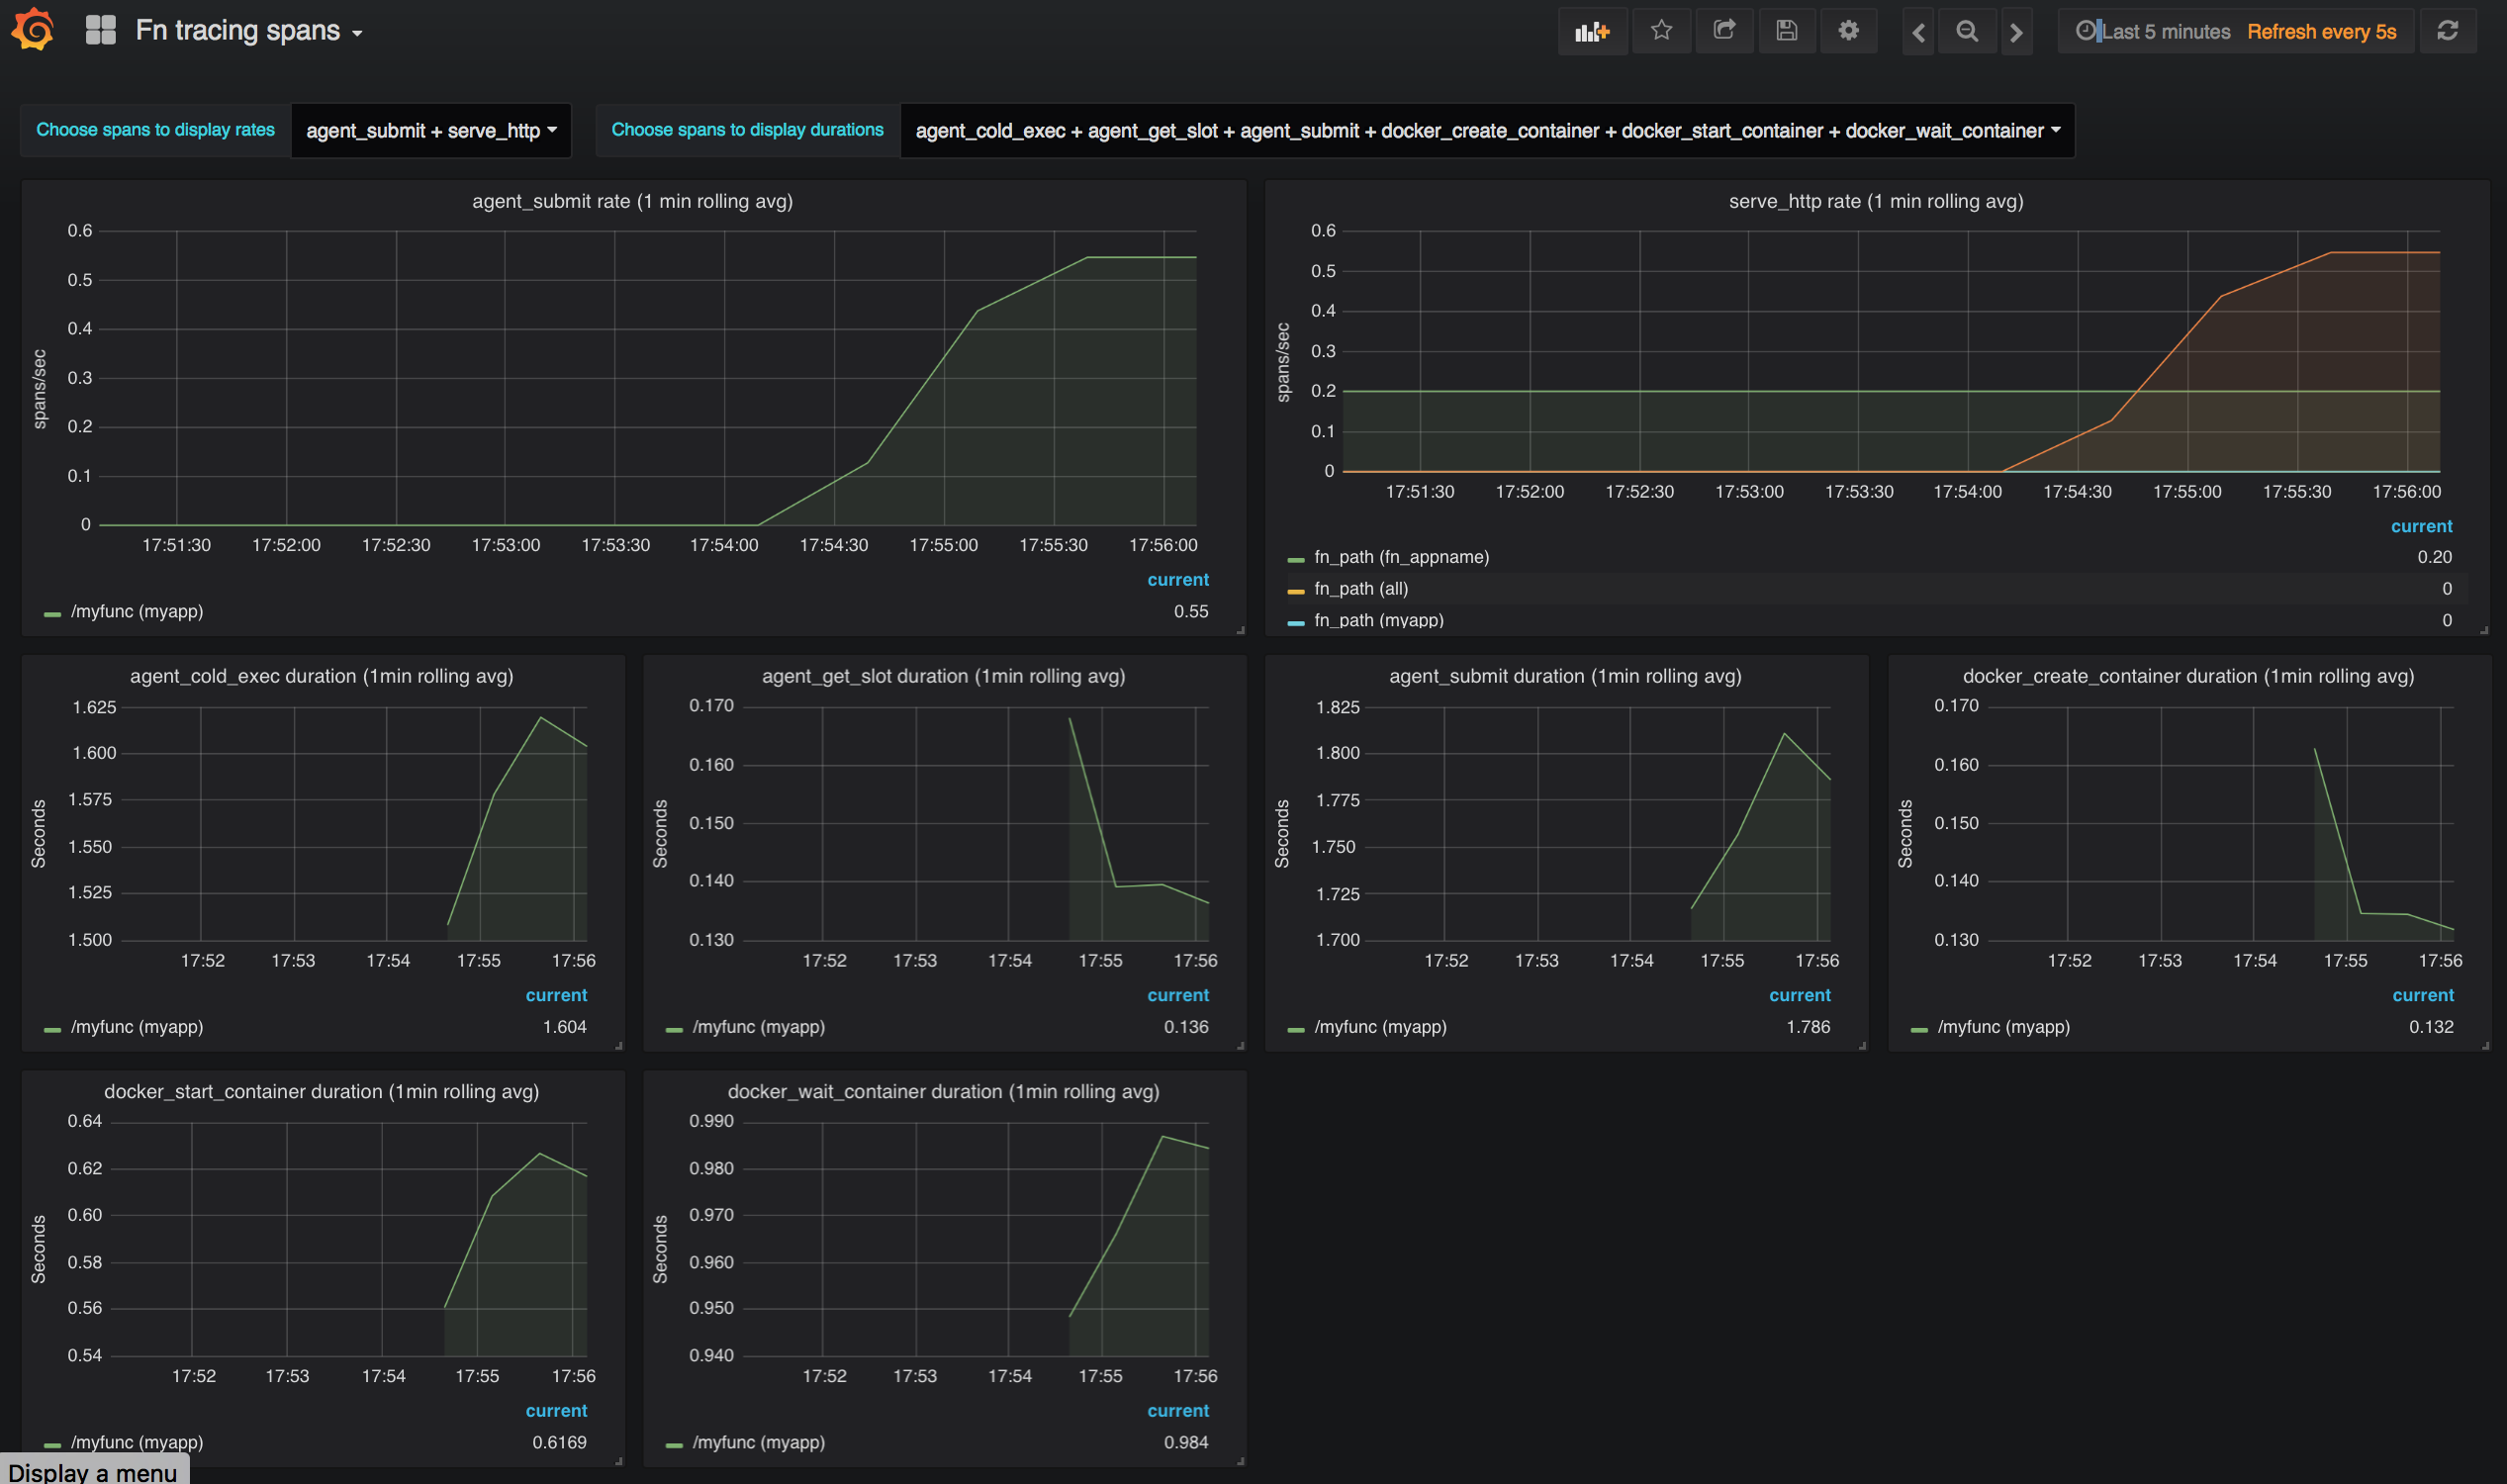 Fn tracing spans
Last 5 minutes Refresh every 5s
Choose spans to display rates agent_submit + serve_http Choose spans to display durations agent_cold_exec + agent_get_slot + agent_submit + docker_create_container + docker_start_container + docker_wait_container
agent_submit rate (1 min rolling avg)
0.6
0.5
0.4
0.3
0.2
0.1
0
spans/sec
17:51:30 17:52:00 17:52:30 17:53:00 17:53:30 17:54:00 17:54:30 17:55:00 17:55:30 17:56:00
current
/myfunc (myapp) 0.55
serve_http rate (1 min rolling avg)
0.6
0.5
0.4
0.3
0.2
0.1
0
spans/sec
17:51:30 17:52:00 17:52:30 17:53:00 17:53:30 17:54:00 17:54:30 17:55:00 17:55:30 17:56:00
current
fn_path (fn_appname) 0.20
fn_path (all) 0
fn_path (myapp) 0
agent_cold_exec duration (1min rolling avg)
1.625
1.600
1.575
1.550
1.525
1.500
Seconds
17:52 17:53 17:54 17:55 17:56
current
/myfunc (myapp) 1.604
agent_get_slot duration (1min rolling avg)
0.170
0.160
0.150
0.140
0.130
Seconds
17:52 17:53 17:54 17:55 17:56
current
/myfunc (myapp) 0.136
agent_submit duration (1min rolling avg)
1.825
1.800
1.775
1.750
1.725
1.700
Seconds
17:52 17:53 17:54 17:55 17:56
current
/myfunc (myapp) 1.786
docker_create_container duration (1min rolling avg)
0.170
0.160
0.150
0.140
0.130
Seconds
17:52 17:53 17:54 17:55 17:56
current
/myfunc (myapp) 0.132
docker_start_container duration (1min rolling avg)
0.64
0.62
0.60
0.58
0.56
0.54
Seconds
17:52 17:53 17:54 17:55 17:56
current
/myfunc (myapp) 0.6169
docker_wait_container duration (1min rolling avg)
0.990
0.980
0.970
0.960
0.950
0.940
Seconds
17:52 17:53 17:54 17:55 17:56
current
/myfunc (myapp) 0.984
Display a menu